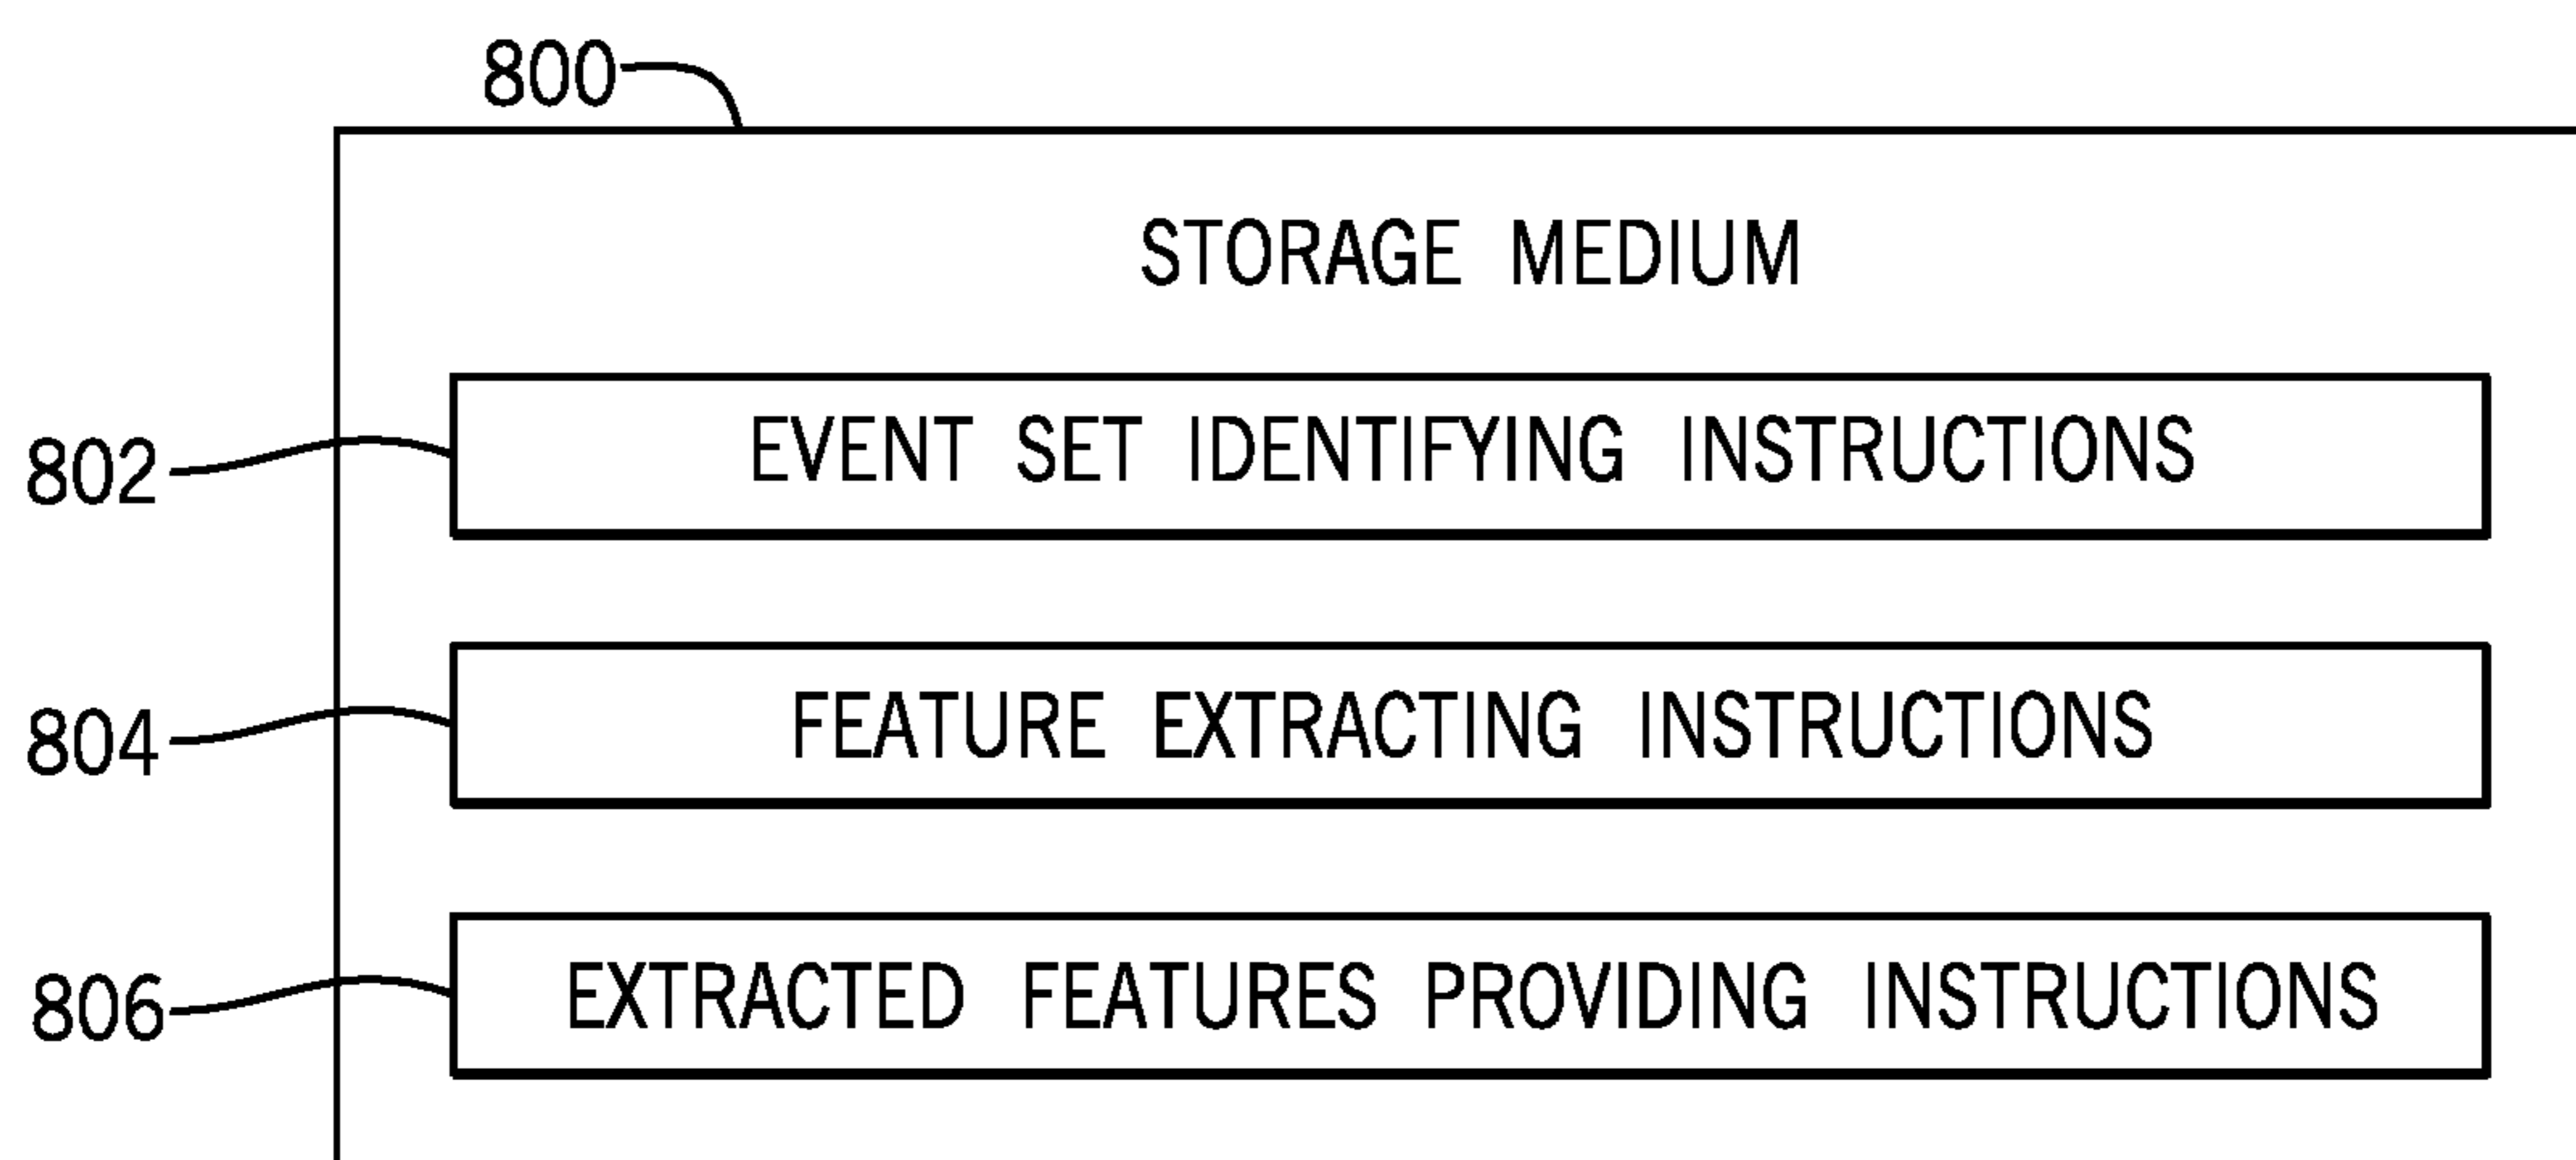 800
STORAGE MEDIUM
802
EVENT SET IDENTIFYING INSTRUCTIONS
804
FEATURE EXTRACTING INSTRUCTIONS
806
EXTRACTED FEATURES PROVIDING INSTRUCTIONS